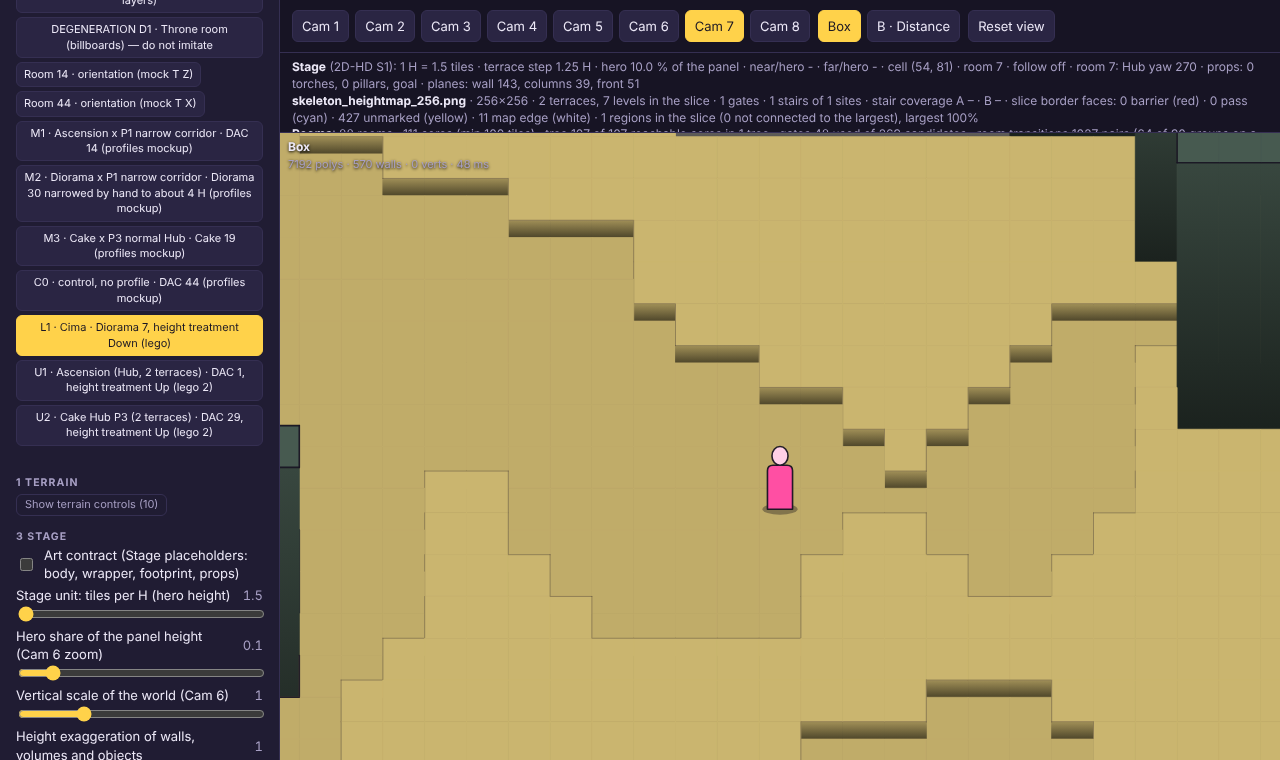 layers)
DEGENERATION D1 · Throne room
(billboards) — do not imitate
Room 14 · orientation (mock T Z)
Room 44 · orientation (mock T X)
M1 · Ascension x P1 narrow corridor · DAC
14 (profiles mockup)
M2 · Diorama x P1 narrow corridor · Diorama
30 narrowed by hand to about 4 H (profiles
mockup)
M3 · Cake x P3 normal Hub · Cake 19
(profiles mockup)
C0 · control, no profile · DAC 44 (profiles
mockup)
L1 · Cima · Diorama 7, height treatment
Down (lego)
U1 · Ascension (Hub, 2 terraces) · DAC 1,
height treatment Up (lego 2)
U2 · Cake Hub P3 (2 terraces) · DAC 29,
height treatment Up (lego 2)
1 TERRAIN
Show terrain controls (10)
3 STAGE
Art contract (Stage placeholders:
body, wrapper, footprint, props)
Stage unit: tiles per H (hero height) 1.5
Hero share of the panel height
(Cam 6 zoom) 0.1
Vertical scale of the world (Cam 6) 1
Height exaggeration of walls,
volumes and objects 1
Cam 1 Cam 2 Cam 3 Cam 4 Cam 5 Cam 6 Cam 7 Cam 8 Box B · Distance Reset view
Stage (2D-HD S1): 1 H = 1.5 tiles · terrace step 1.25 H · hero 10.0 % of the panel · near/hero - · far/hero - · cell (54, 81) · room 7 · follow off · room 7: Hub yaw 270 · props: 0
torches, 0 pillars, goal · planes: wall 143, columns 39, front 51
skeleton_heightmap_256.png · 256×256 · 2 terraces, 7 levels in the slice · 1 gates · 1 stairs of 1 sites · stair coverage A – · B – · slice border faces: 0 barrier (red) · 0 pass
(cyan) · 427 unwatched (yellow) · 11 map edge (white) · 1 regions in the slice (0 not connected to the largest), largest 100%
Box
7192 polys · 570 walls · 0 verts · 48 ms